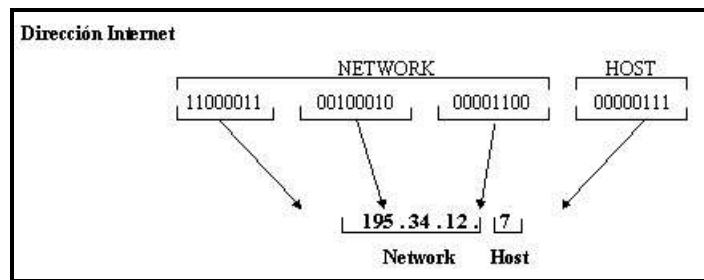 Dirección Internet
NETWORK HOST
11000011 00100010 00001100 00000111
195.34.12. 7
Network Host